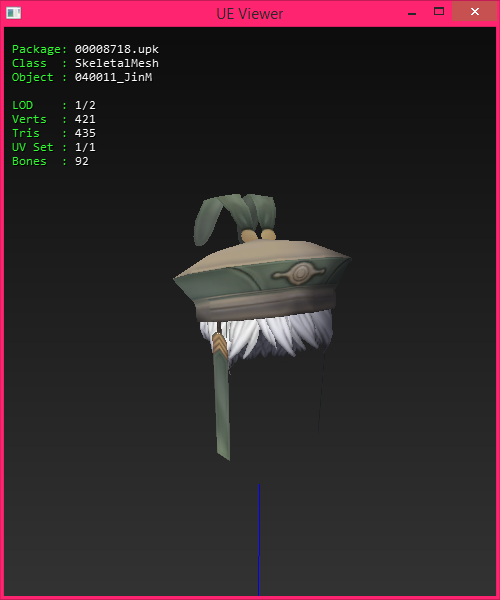 UE Viewer
Package: 00008718.upk
Class : SkeletalMesh
Object : 040011_JinM
LOD : 1/2
Verts : 421
Tris : 435
UV Set : 1/1
Bones : 92